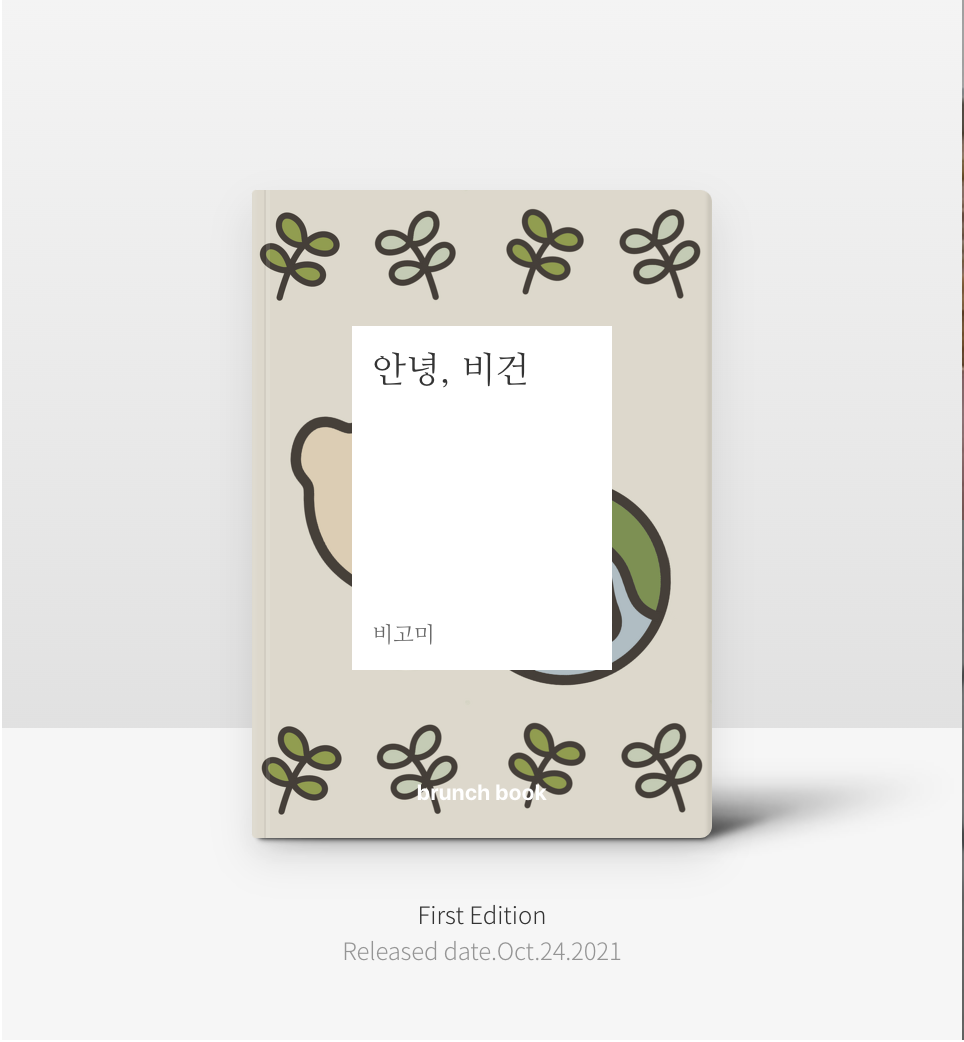 안녕, 비건
비고미
brunch book
First Edition
Released date.Oct.24.2021